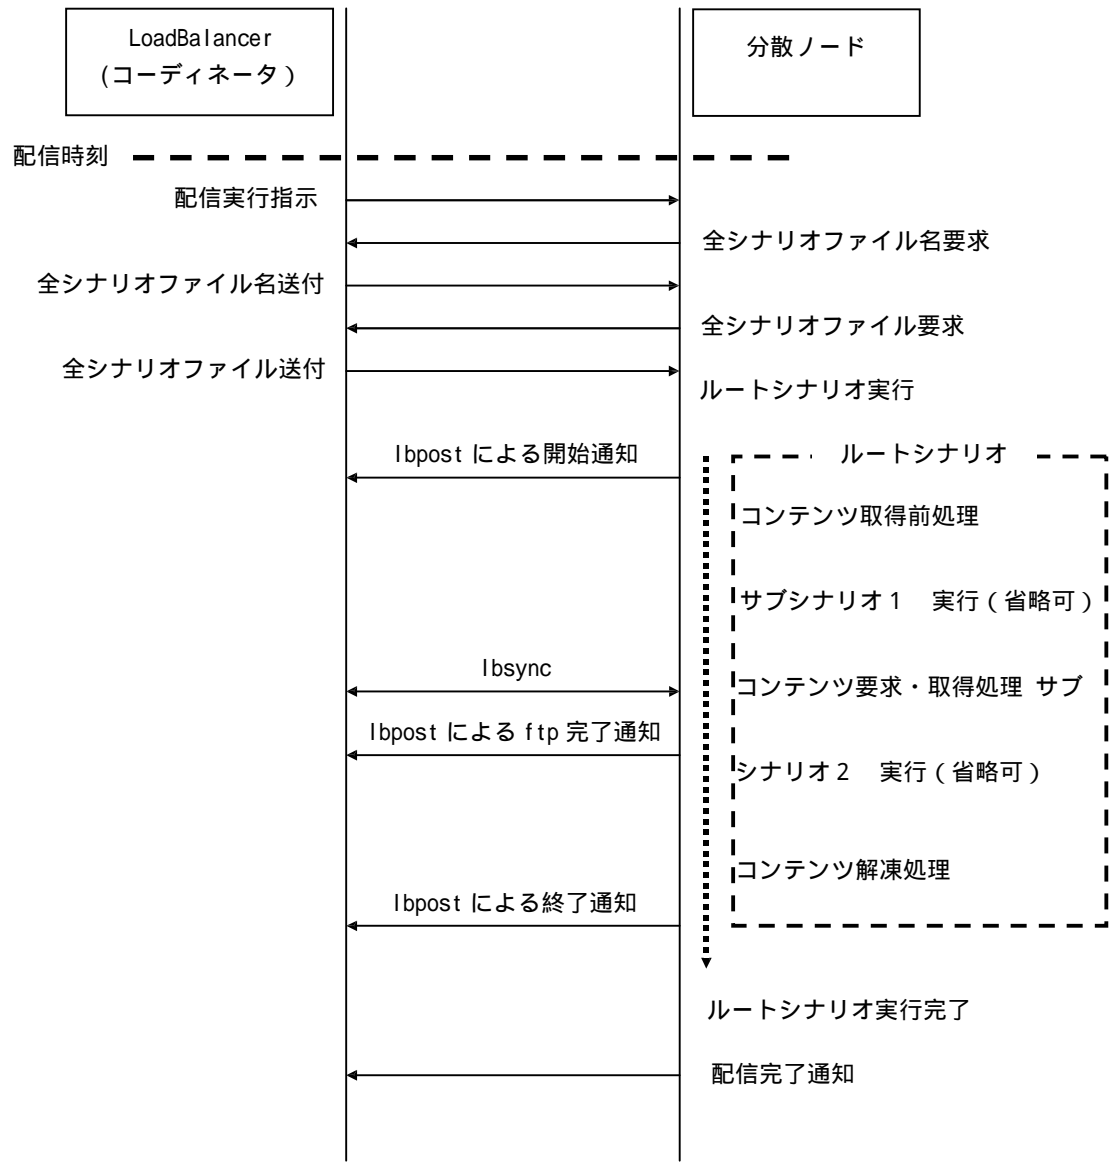 LoadBalancer
(コーディネータ)
分散ノード
配信時刻
配信実行指示
全シナリオファイル名要求
全シナリオファイル名送付
全シナリオファイル要求
全シナリオファイル送付
ルートシナリオ実行
lbpost による開始通知
ルートシナリオ
コンテンツ取得前処理
サブシナリオ1 実行(省略可)
lbsync
コンテンツ要求・取得処理 サブ
lbpost による ftp 完了通知
シナリオ2 実行(省略可)
コンテンツ解凍処理
lbpost による終了通知
ルートシナリオ実行完了
配信完了通知